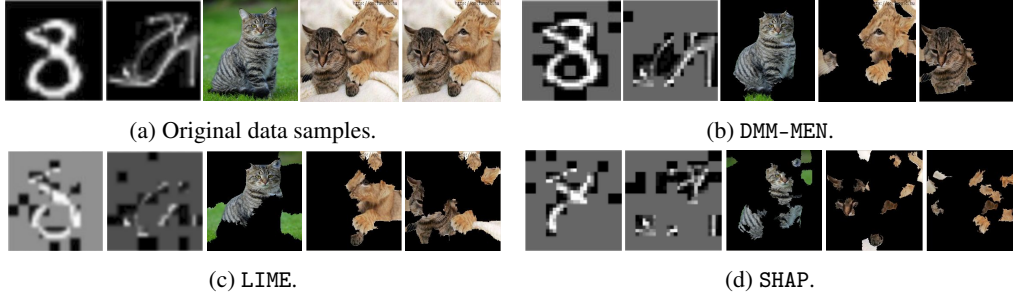 (a) Original data samples.
(b) DMM-MEN.
(c) LIME.
(d) SHAP.